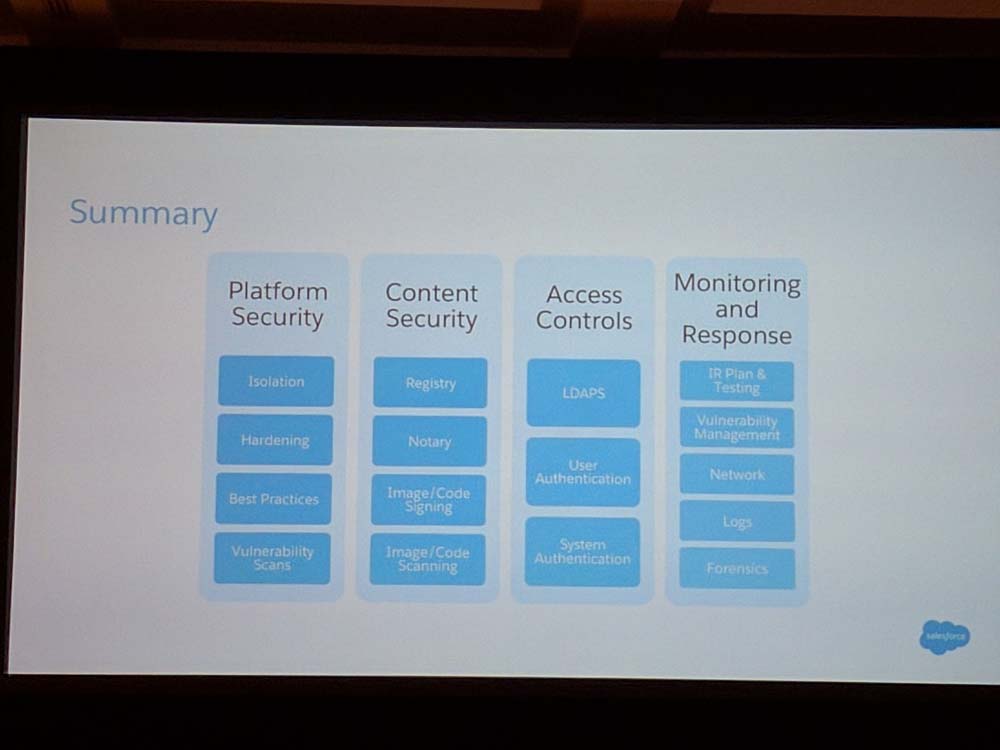 Summary
Platform
Security
Isolation
Hardening
Best Practices
Vulnerability
Scans
Content
Security
Registry
Notary
Image/Code
Signing
Image/Code
Scanning
Access
Controls
LDAPS
User
Authentication
System
Authentication
Monitoring
and
Response
IR Plan &
Testing
Vulnerability
Management
Network
Logs
Forensics
salesforce